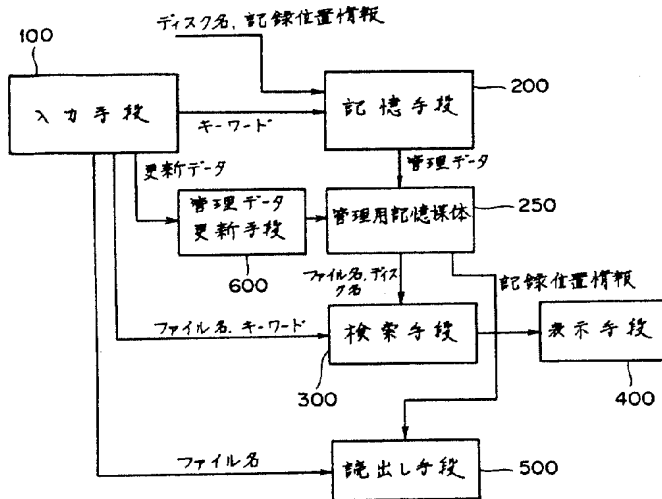 ディスク名、記録位置情報
100
入力手段
キーワード
200
記憶手段
更新データ
管理データ
管理データ
更新手段
600
管理用記憶媒体
250
ファイル名、ディス
ク名
記録位置情報
ファイル名、キーワード
検索手段
300
表示手段
400
ファイル名
読出し手段
500